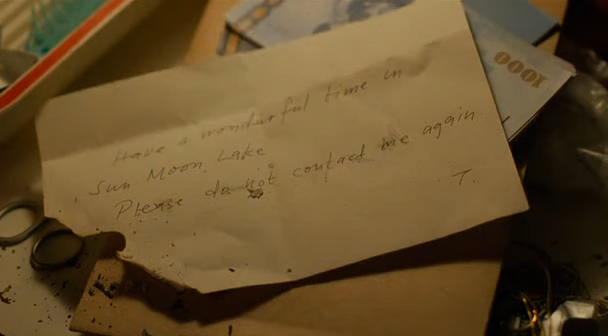 Have a wonderful time in
Sun Moon Lake
Please do not contact me again
T.
1000